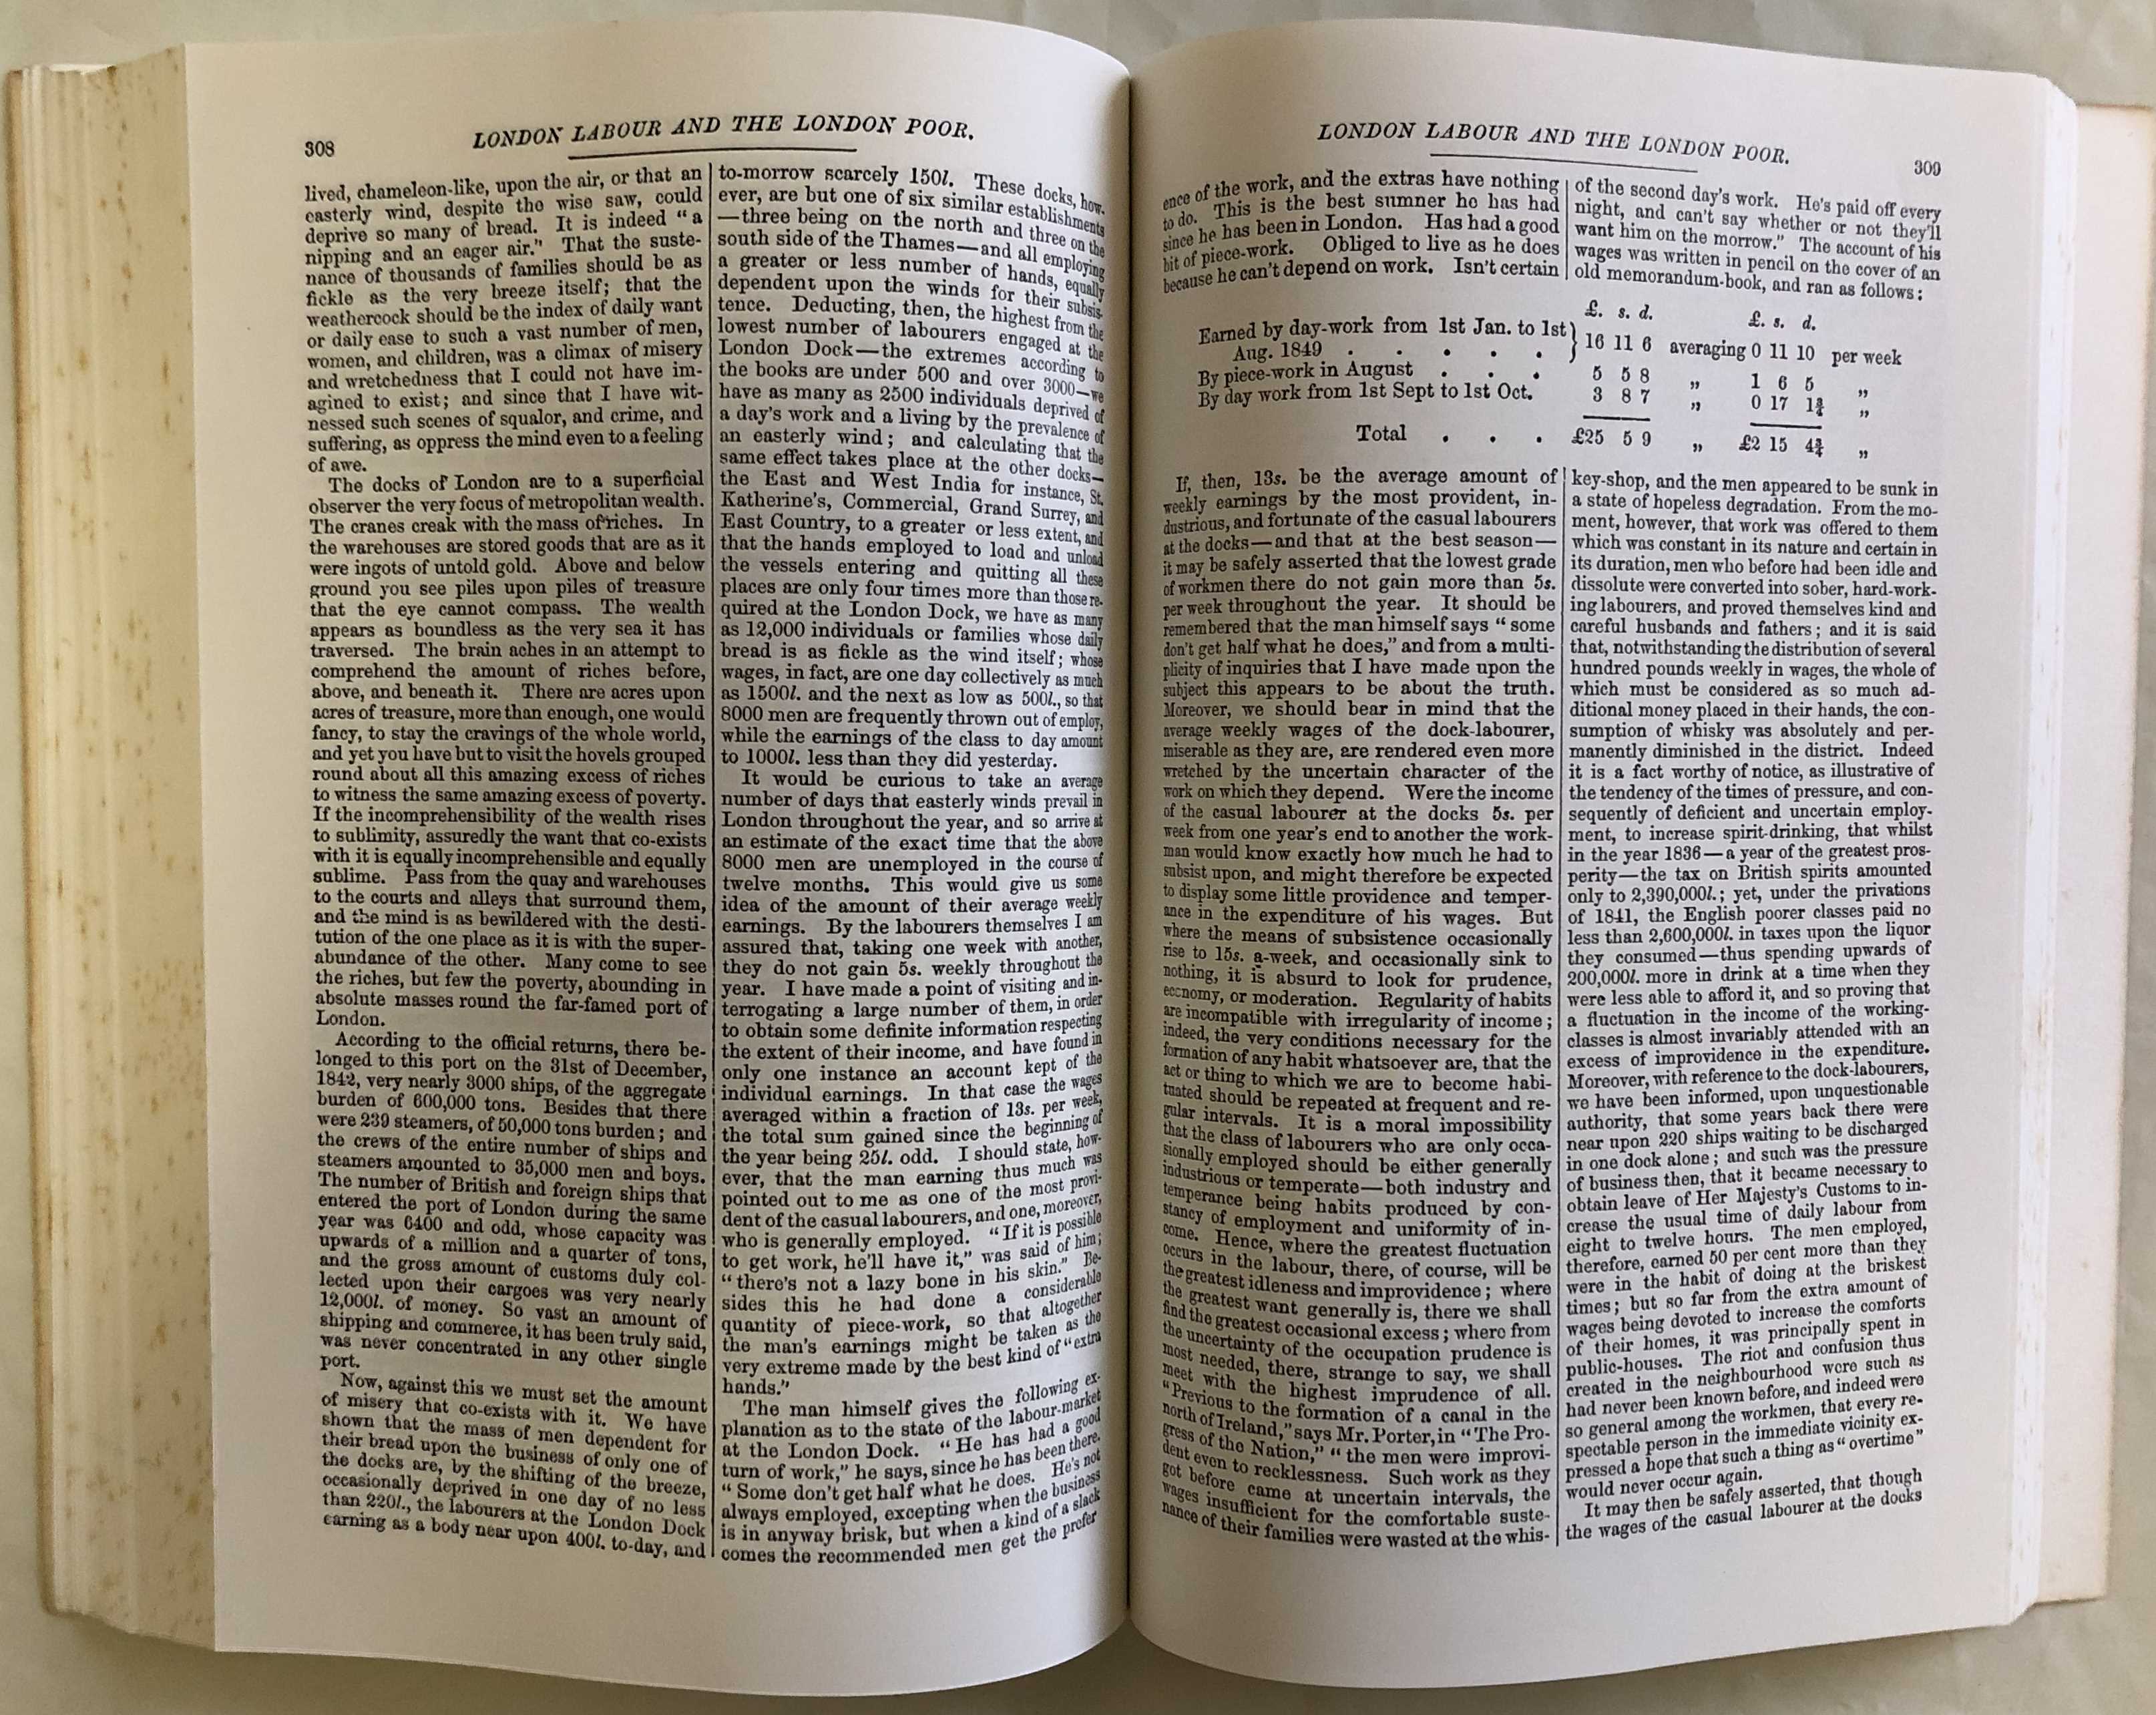 308
LONDON LABOUR AND THE LONDON POOR.
lived, chameleon-like, upon the air, or that an
easterly wind, despite the wise saw, could
deprive so many of bread. It is indeed “a
nipping and an eager air.” That the suste-
nance of thousands of families should be as
fickle as the very breeze itself; that the
weathercock should be the index of daily want
or daily ease to such a vast number of men,
women, and children, was a climax of misery
and wretchedness that I could not have im-
agined to exist; and since that I have wit-
nessed such scenes of squalor, and crime, and
suffering, as oppress the mind even to a feeling
of awe.
The docks of London are to a superficial
observer the very focus of metropolitan wealth.
The cranes creak with the mass of riches. In
the warehouses are stored goods that are as it
were ingots of untold gold. Above and below
ground you see piles upon piles of treasure
that the eye cannot compass. The wealth
appears as boundless as the very sea it has
traversed. The brain aches in an attempt to
comprehend the amount of riches before,
above, and beneath it. There are acres upon
acres of treasure, more than enough, one would
fancy, to stay the cravings of the whole world,
and yet you have but to visit the hovels grouped
round about all this amazing excess of riches
to witness the same amazing excess of poverty.
If the incomprehensibility of the wealth rises
to sublimity, assuredly the want that co-exists
with it is equally incomprehensible and equally
sublime. Pass from the quay and warehouses
to the courts and alleys that surround them,
and the mind is as bewildered with the desti-
tution of the one place as it is with the super-
abundance of the other. Many come to see
the riches, but few the poverty, abounding in
absolute masses round the far-famed port of
London.
According to the official returns, there be-
longed to this port on the 31st of December,
1842, very nearly 3000 ships, of the aggregate
burden of 600,000 tons. Besides that there
were 239 steamers, of 50,000 tons burden; and
the crews of the entire number of ships and
steamers amounted to 35,000 men and boys.
The number of British and foreign ships that
entered the port of London during the same
year was 6400 and odd, whose capacity was
upwards of a million and a quarter of tons,
and the gross amount of customs duly col-
lected upon their cargoes was very nearly
12,000l. of money. So vast an amount of
shipping and commerce, it has been truly said,
was never concentrated in any other single
port.
Now, against this we must set the amount
of misery that co-exists with it. We have
shown that the mass of men dependent for
their bread upon the business of only one of
the docks are, by the shifting of the breeze,
occasionally deprived in one day of no less
than 220l., the labourers at the London Dock
earning as a body near upon 400l. to-day, and
to-morrow scarcely 150l. These docks, how-
ever, are but one of six similar establishments
—three being on the north and three on the
south side of the Thames—and all employing
a greater or less number of hands, equally
dependent upon the winds for their subsis-
tence. Deducting, then, the highest from the
lowest number of labourers engaged at the
London Dock—the extremes according to
the books are under 500 and over 3000—we
have as many as 2500 individuals deprived of
a day's work and a living by the prevalence of
an easterly wind; and calculating that the
same effect takes place at the other docks—
the East and West India for instance, St.
Katherine's, Commercial, Grand Surrey, and
East Country, to a greater or less extent, and
that the hands employed to load and unload
the vessels entering and quitting all these
places are only four times more than those re-
quired at the London Dock, we have as many
as 12,000 individuals or families whose daily
bread is as fickle as the wind itself; whose
wages, in fact, are one day collectively as much
as 1500l. and the next as low as 500l., so that
8000 men are frequently thrown out of employ,
while the earnings of the class to day amount
to 1000l. less than they did yesterday.
It would be curious to take an average
number of days that easterly winds prevail in
London throughout the year, and so arrive at
an estimate of the exact time that the above
8000 men are unemployed in the course of
twelve months. This would give us some
idea of the amount of their average weekly
earnings. By the labourers themselves I am
assured that, taking one week with another,
they do not gain 5s. weekly throughout the
year. I have made a point of visiting and in-
terrogating a large number of them, in order
to obtain some definite information respecting
the extent of their income, and have found in
only one instance an account kept of the
individual earnings. In that case the wages
averaged within a fraction of 13s. per week,
the total sum gained since the beginning of
the year being 25l. odd. I should state, how-
ever, that the man earning thus much was
pointed out to me as one of the most provi-
dent of the casual labourers, and one, moreover,
who is generally employed. “If it is possible
to get work, he'll have it,” was said of him;
“there's not a lazy bone in his skin.” Be-
sides this he had done a considerable
quantity of piece-work, so that altogether
the man's earnings might be taken as the
very extreme made by the best kind of “extra
hands.”
The man himself gives the following ex-
planation as to the state of the labour-market
at the London Dock. “He has had a good
turn of work,” he says, since he has been there.
“Some don't get half what he does. He's not
always employed, excepting when the business
is in anyway brisk, but when a kind of a slack
comes the recommended men get the prefer
LONDON LABOUR AND THE LONDON POOR.
309
ence of the work, and the extras have nothing
to do. This is the best sumner he has had
since he has been in London. Has had a good
bit of piece-work. Obliged to live as he does
because he can't depend on work. Isn't certain
of the second day's work. He's paid off every
night, and can't say whether or not they'll
want him on the morrow.” The account of his
wages was written in pencil on the cover of an
old memorandum-book, and ran as follows:
£. s. d. £. s. d.
Earned by day-work from 1st Jan. to 1st
Aug. 1849 . . . . . } 16 11 6 averaging 0 11 10 per week
By piece-work in August . . . 5 5 8 ” 1 6 5 ”
By day work from 1st Sept to 1st Oct. 3 8 7 ” 0 17 1¾ ”
Total . . . £25 5 9 ” £2 15 4¾ ”
If, then, 13s. be the average amount of
weekly earnings by the most provident, in-
dustrious, and fortunate of the casual labourers
at the docks—and that at the best season—
it may be safely asserted that the lowest grade
of workmen there do not gain more than 5s.
per week throughout the year. It should be
remembered that the man himself says “some
don't get half what he does,” and from a multi-
plicity of inquiries that I have made upon the
subject this appears to be about the truth.
Moreover, we should bear in mind that the
average weekly wages of the dock-labourer,
miserable as they are, are rendered even more
wretched by the uncertain character of the
work on which they depend. Were the income
of the casual labourer at the docks 5s. per
week from one year's end to another the work-
man would know exactly how much he had to
subsist upon, and might therefore be expected
to display some little providence and temper-
ance in the expenditure of his wages. But
where the means of subsistence occasionally
rise to 15s. a-week, and occasionally sink to
nothing, it is absurd to look for prudence,
economy, or moderation. Regularity of habits
are incompatible with irregularity of income;
indeed, the very conditions necessary for the
formation of any habit whatsoever are, that the
act or thing to which we are to become habi-
tuated should be repeated at frequent and re-
gular intervals. It is a moral impossibility
that the class of labourers who are only occa-
sionally employed should be either generally
industrious or temperate—both industry and
temperance being habits produced by con-
stancy of employment and uniformity of in-
come. Hence, where the greatest fluctuation
occurs in the labour, there, of course, will be
the greatest idleness and improvidence; where
the greatest want generally is, there we shall
find the greatest occasional excess; where from
the uncertainty of the occupation prudence is
most needed, there, strange to say, we shall
meet with the highest imprudence of all.
“Previous to the formation of a canal in the
north of Ireland,” says Mr. Porter, in “The Pro-
gress of the Nation,” “the men were improvi-
dent even to recklessness. Such work as they
got before came at uncertain intervals, the
wages insufficient for the comfortable suste-
nance of their families were wasted at the whis-
key-shop, and the men appeared to be sunk in
a state of hopeless degradation. From the mo-
ment, however, that work was offered to them
which was constant in its nature and certain in
its duration, men who before had been idle and
dissolute were converted into sober, hard-work-
ing labourers, and proved themselves kind and
careful husbands and fathers; and it is said
that, notwithstanding the distribution of several
hundred pounds weekly in wages, the whole of
which must be considered as so much ad-
ditional money placed in their hands, the con-
sumption of whisky was absolutely and per-
manently diminished in the district. Indeed
it is a fact worthy of notice, as illustrative of
the tendency of the times of pressure, and con-
sequently of deficient and uncertain employ-
ment, to increase spirit-drinking, that whilst
in the year 1836—a year of the greatest pros-
perity—the tax on British spirits amounted
only to 2,390,000l.; yet, under the privations
of 1841, the English poorer classes paid no
less than 2,600,000l. in taxes upon the liquor
they consumed—thus spending upwards of
200,000l. more in drink at a time when they
were less able to afford it, and so proving that
a fluctuation in the income of the working-
classes is almost invariably attended with an
excess of improvidence in the expenditure.
Moreover, with reference to the dock-labourers,
we have been informed, upon unquestionable
authority, that some years back there were
near upon 220 ships waiting to be discharged
in one dock alone; and such was the pressure
of business then, that it became necessary to
obtain leave of Her Majesty's Customs to in-
crease the usual time of daily labour from
eight to twelve hours. The men employed,
therefore, earned 50 per cent more than they
were in the habit of doing at the briskest
times; but so far from the extra amount of
wages being devoted to increase the comforts
of their homes, it was principally spent in
public-houses. The riot and confusion thus
created in the neighbourhood were such as
had never been known before, and indeed were
so general among the workmen, that every re-
spectable person in the immediate vicinity ex-
pressed a hope that such a thing as “overtime”
would never occur again.
It may then be safely asserted, that though
the wages of the casual labourer at the docks